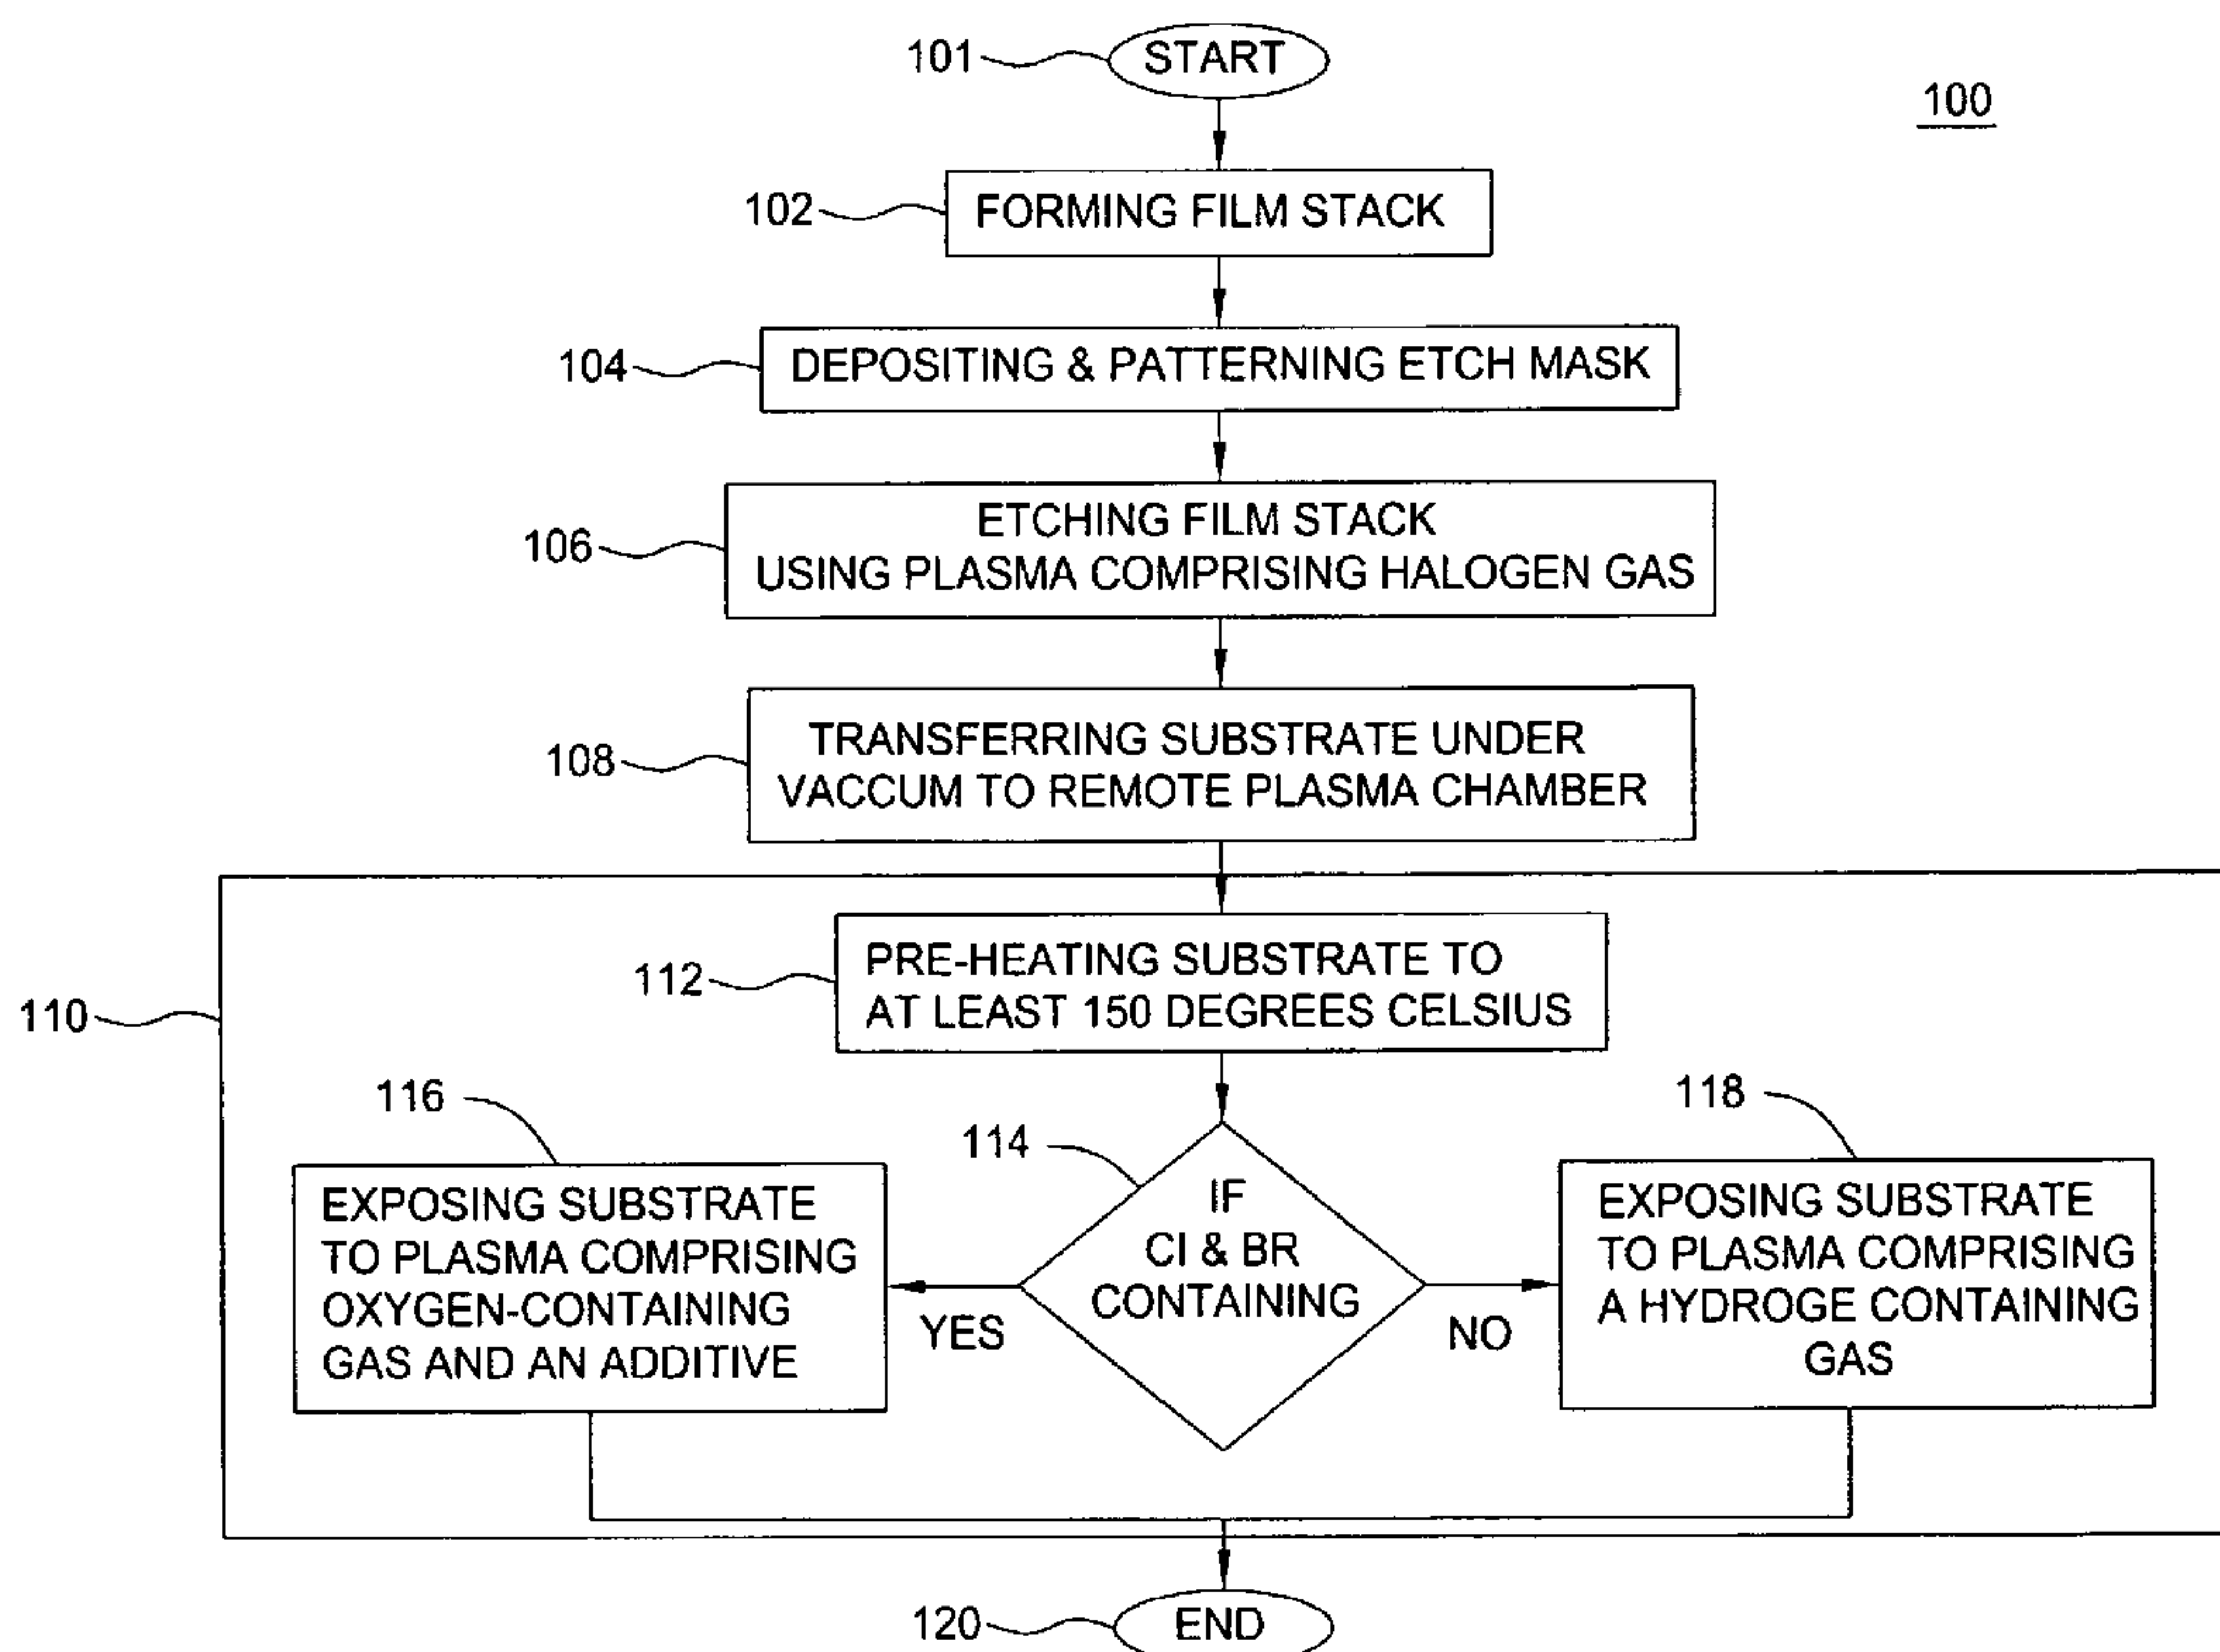 101
START
100
102
FORMING FILM STACK
104
DEPOSITING & PATTERNING ETCH MASK
106
ETCHING FILM STACK
USING PLASMA COMPRISING HALOGEN GAS
108
TRANSFERRING SUBSTRATE UNDER
VACCUM TO REMOTE PLASMA CHAMBER
110
112
PRE-HEATING SUBSTRATE TO
AT LEAST 150 DEGREES CELSIUS
116
EXPOSING SUBSTRATE
TO PLASMA COMPRISING
OXYGEN-CONTAINING
GAS AND AN ADDITIVE
114
IF
CI & BR
CONTAINING
YES
NO
118
EXPOSING SUBSTRATE
TO PLASMA COMPRISING
A HYDROGE CONTAINING
GAS
120
END